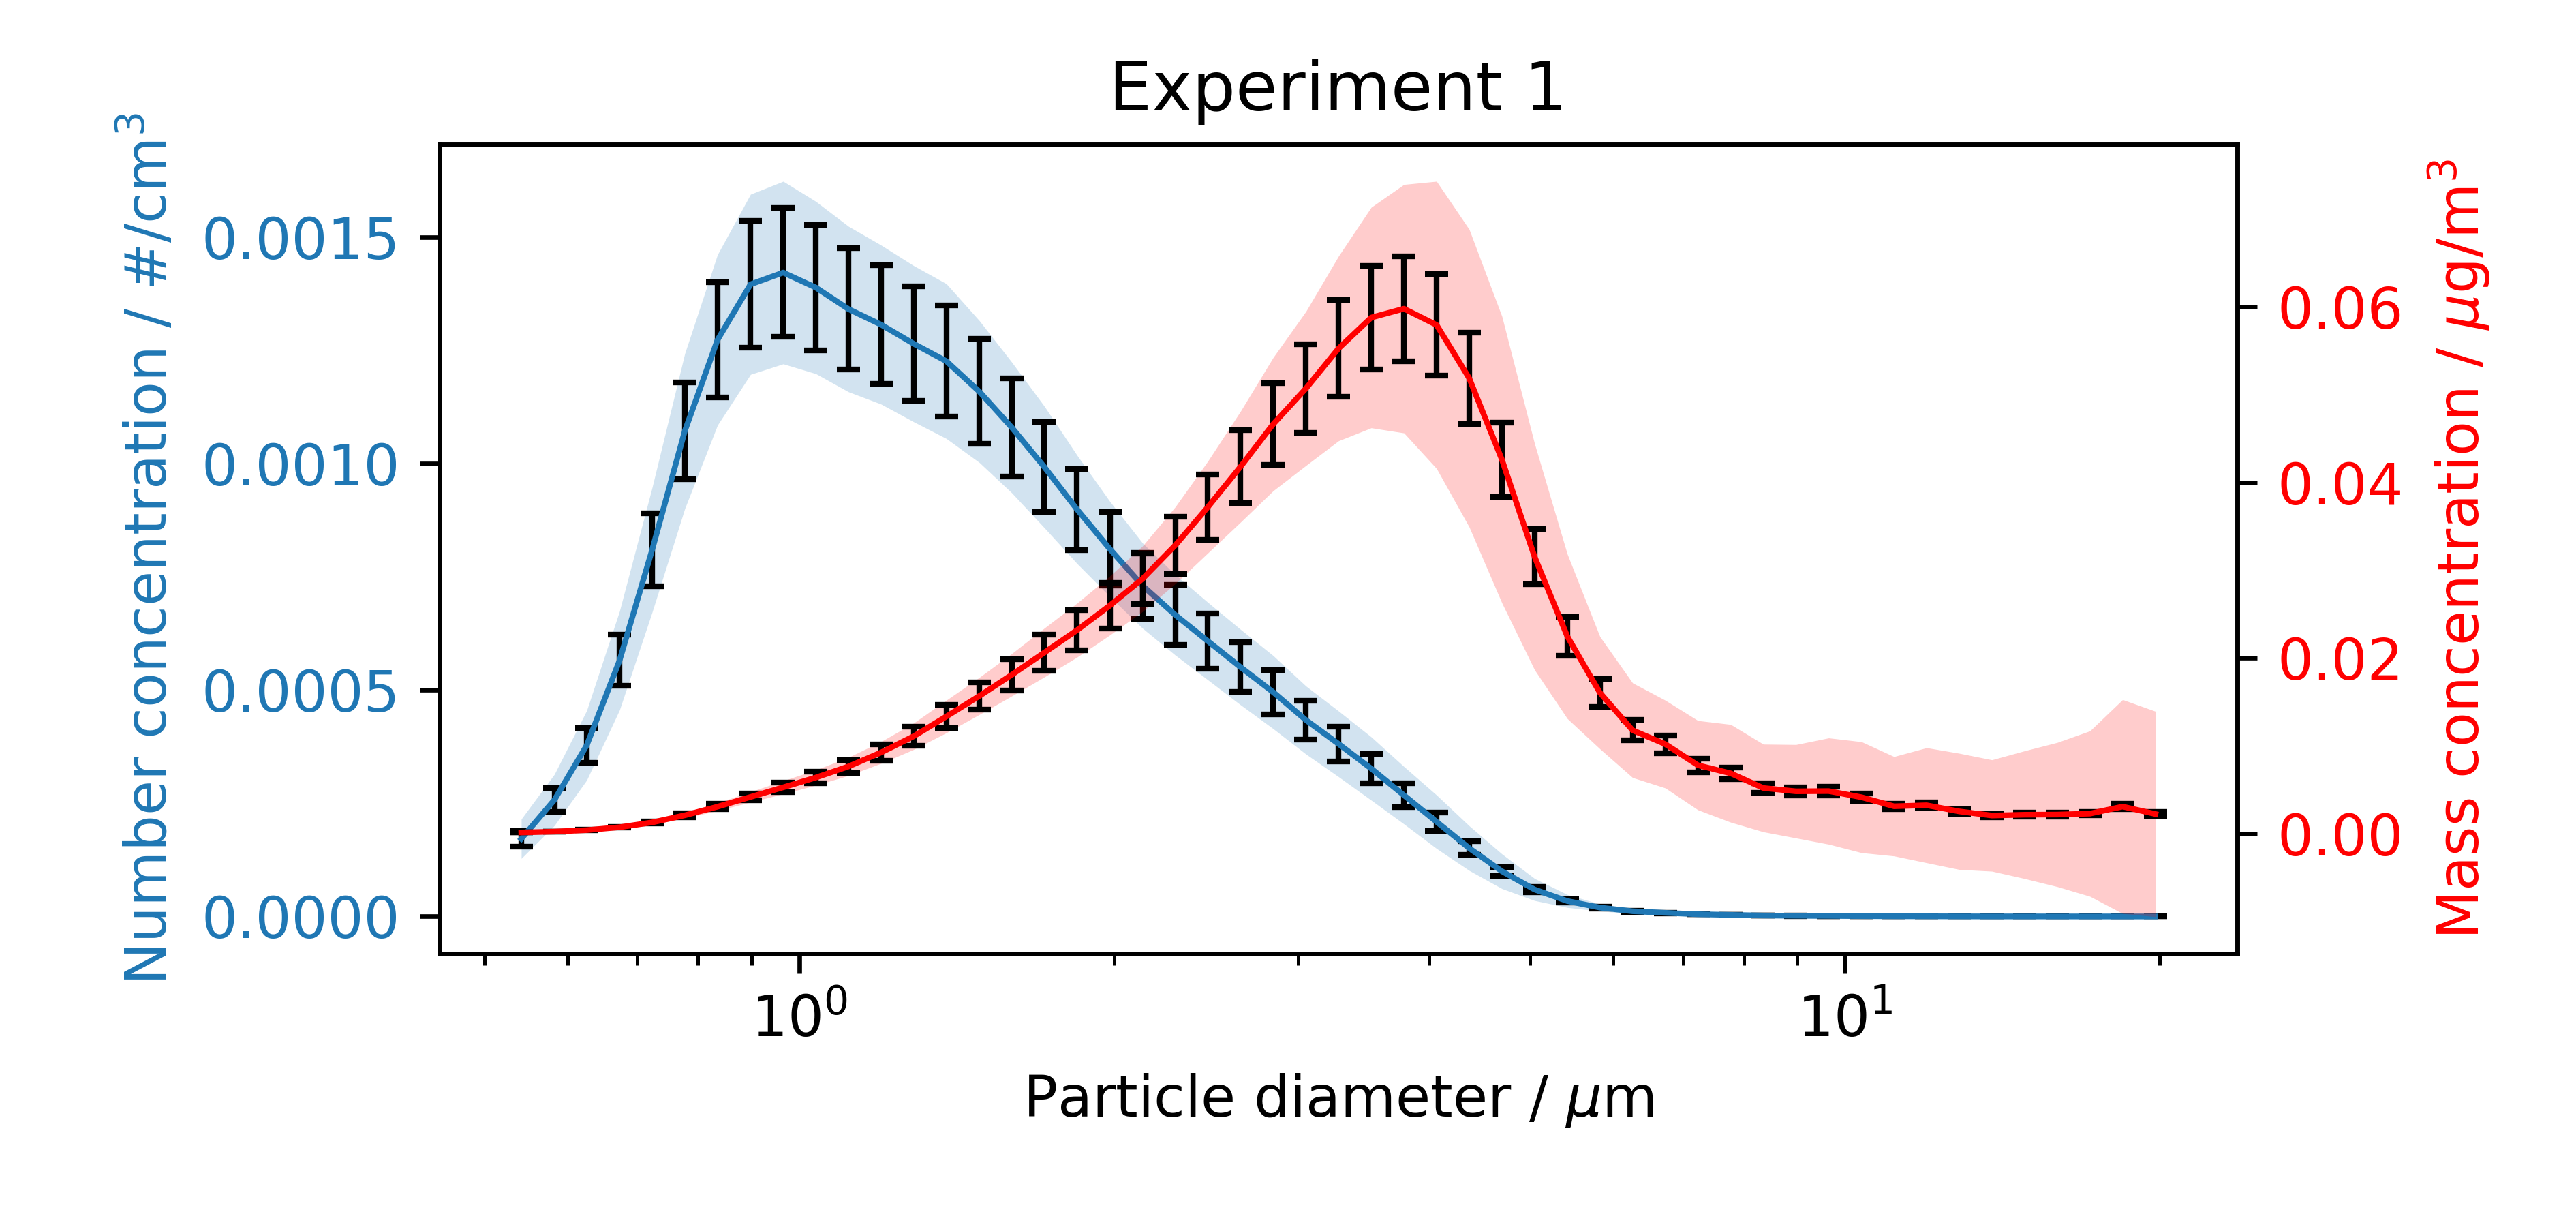 Experiment 1
Number concentration / #/cm³
0.0015
0.0010
0.0005
0.0000
0.06
0.04
0.02
0.00
Mass concentration / μg/m³
10⁰
10¹
Particle diameter / μm